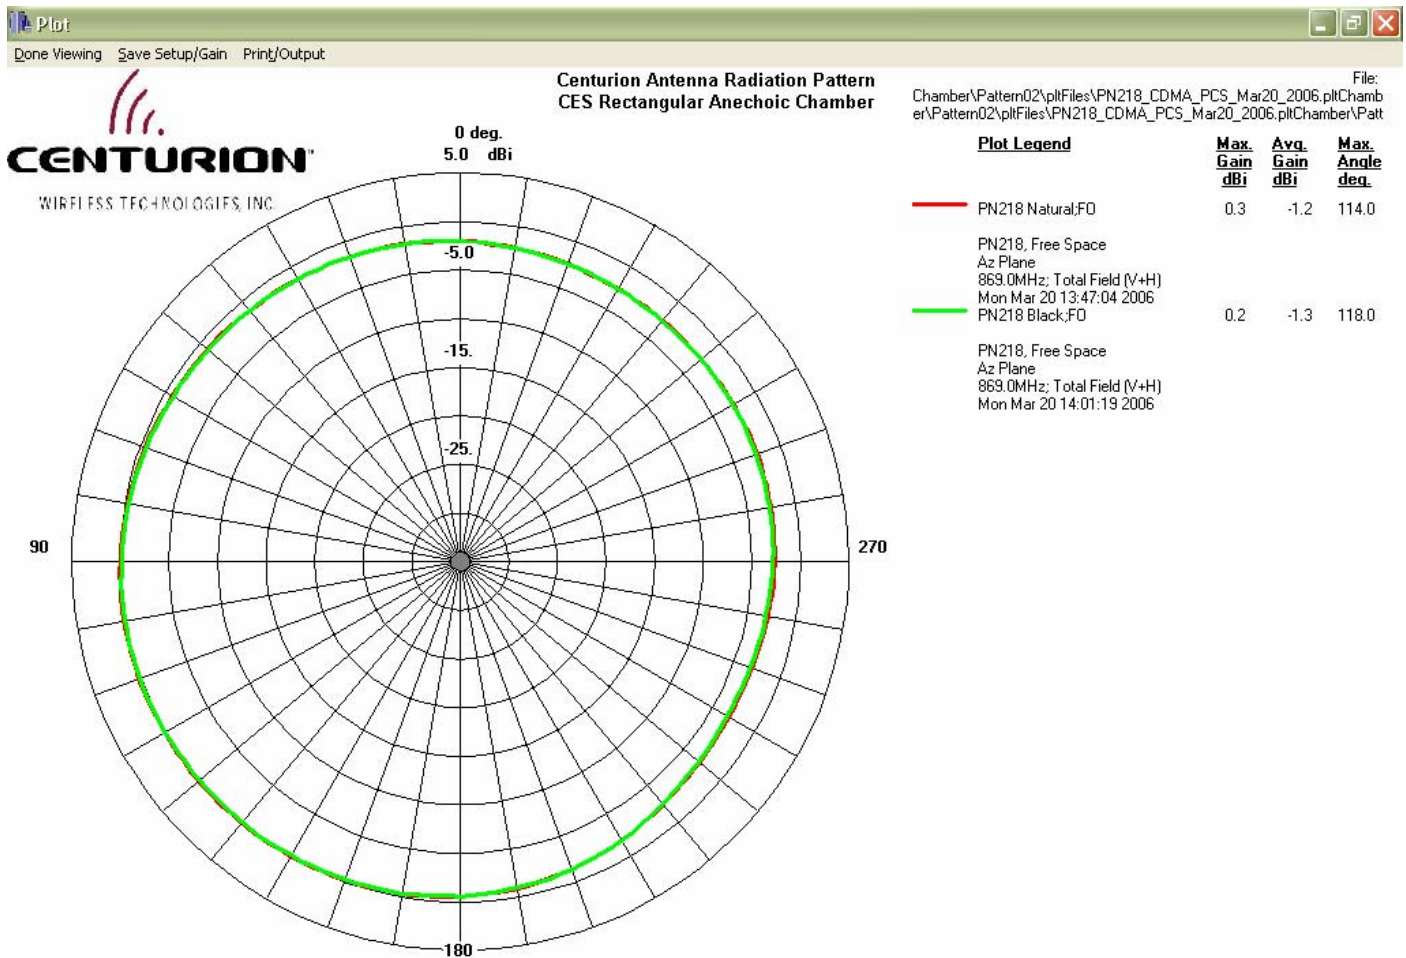 Plot
Done Viewing Save Setup/Gain Print/Output
CENTURION™
WIRELESS TECHNOLOGIES, INC.
Centurion Antenna Radiation Pattern
CES Rectangular Anechoic Chamber
File:
Chamber\Pattern02\pltFiles\PN218_CDMA_PCS_Mar20_2006.pltChamb
er\Pattern02\pltFiles\PN218_CDMA_PCS_Mar20_2006.pltChamber\Patt
Plot Legend
Max. Gain dBi
Avg. Gain dBi
Max. Angle deg.
PN218 Natural;FO 0.3 -1.2 114.0
PN218, Free Space
Az Plane
869.0MHz; Total Field (V+H)
Mon Mar 20 13:47:04 2006
PN218 Black;FO 0.2 -1.3 118.0
PN218, Free Space
Az Plane
869.0MHz; Total Field (V+H)
Mon Mar 20 14:01:19 2006
0 deg.
5.0 dBi
-5.0
-15.
-25.
90
270
180